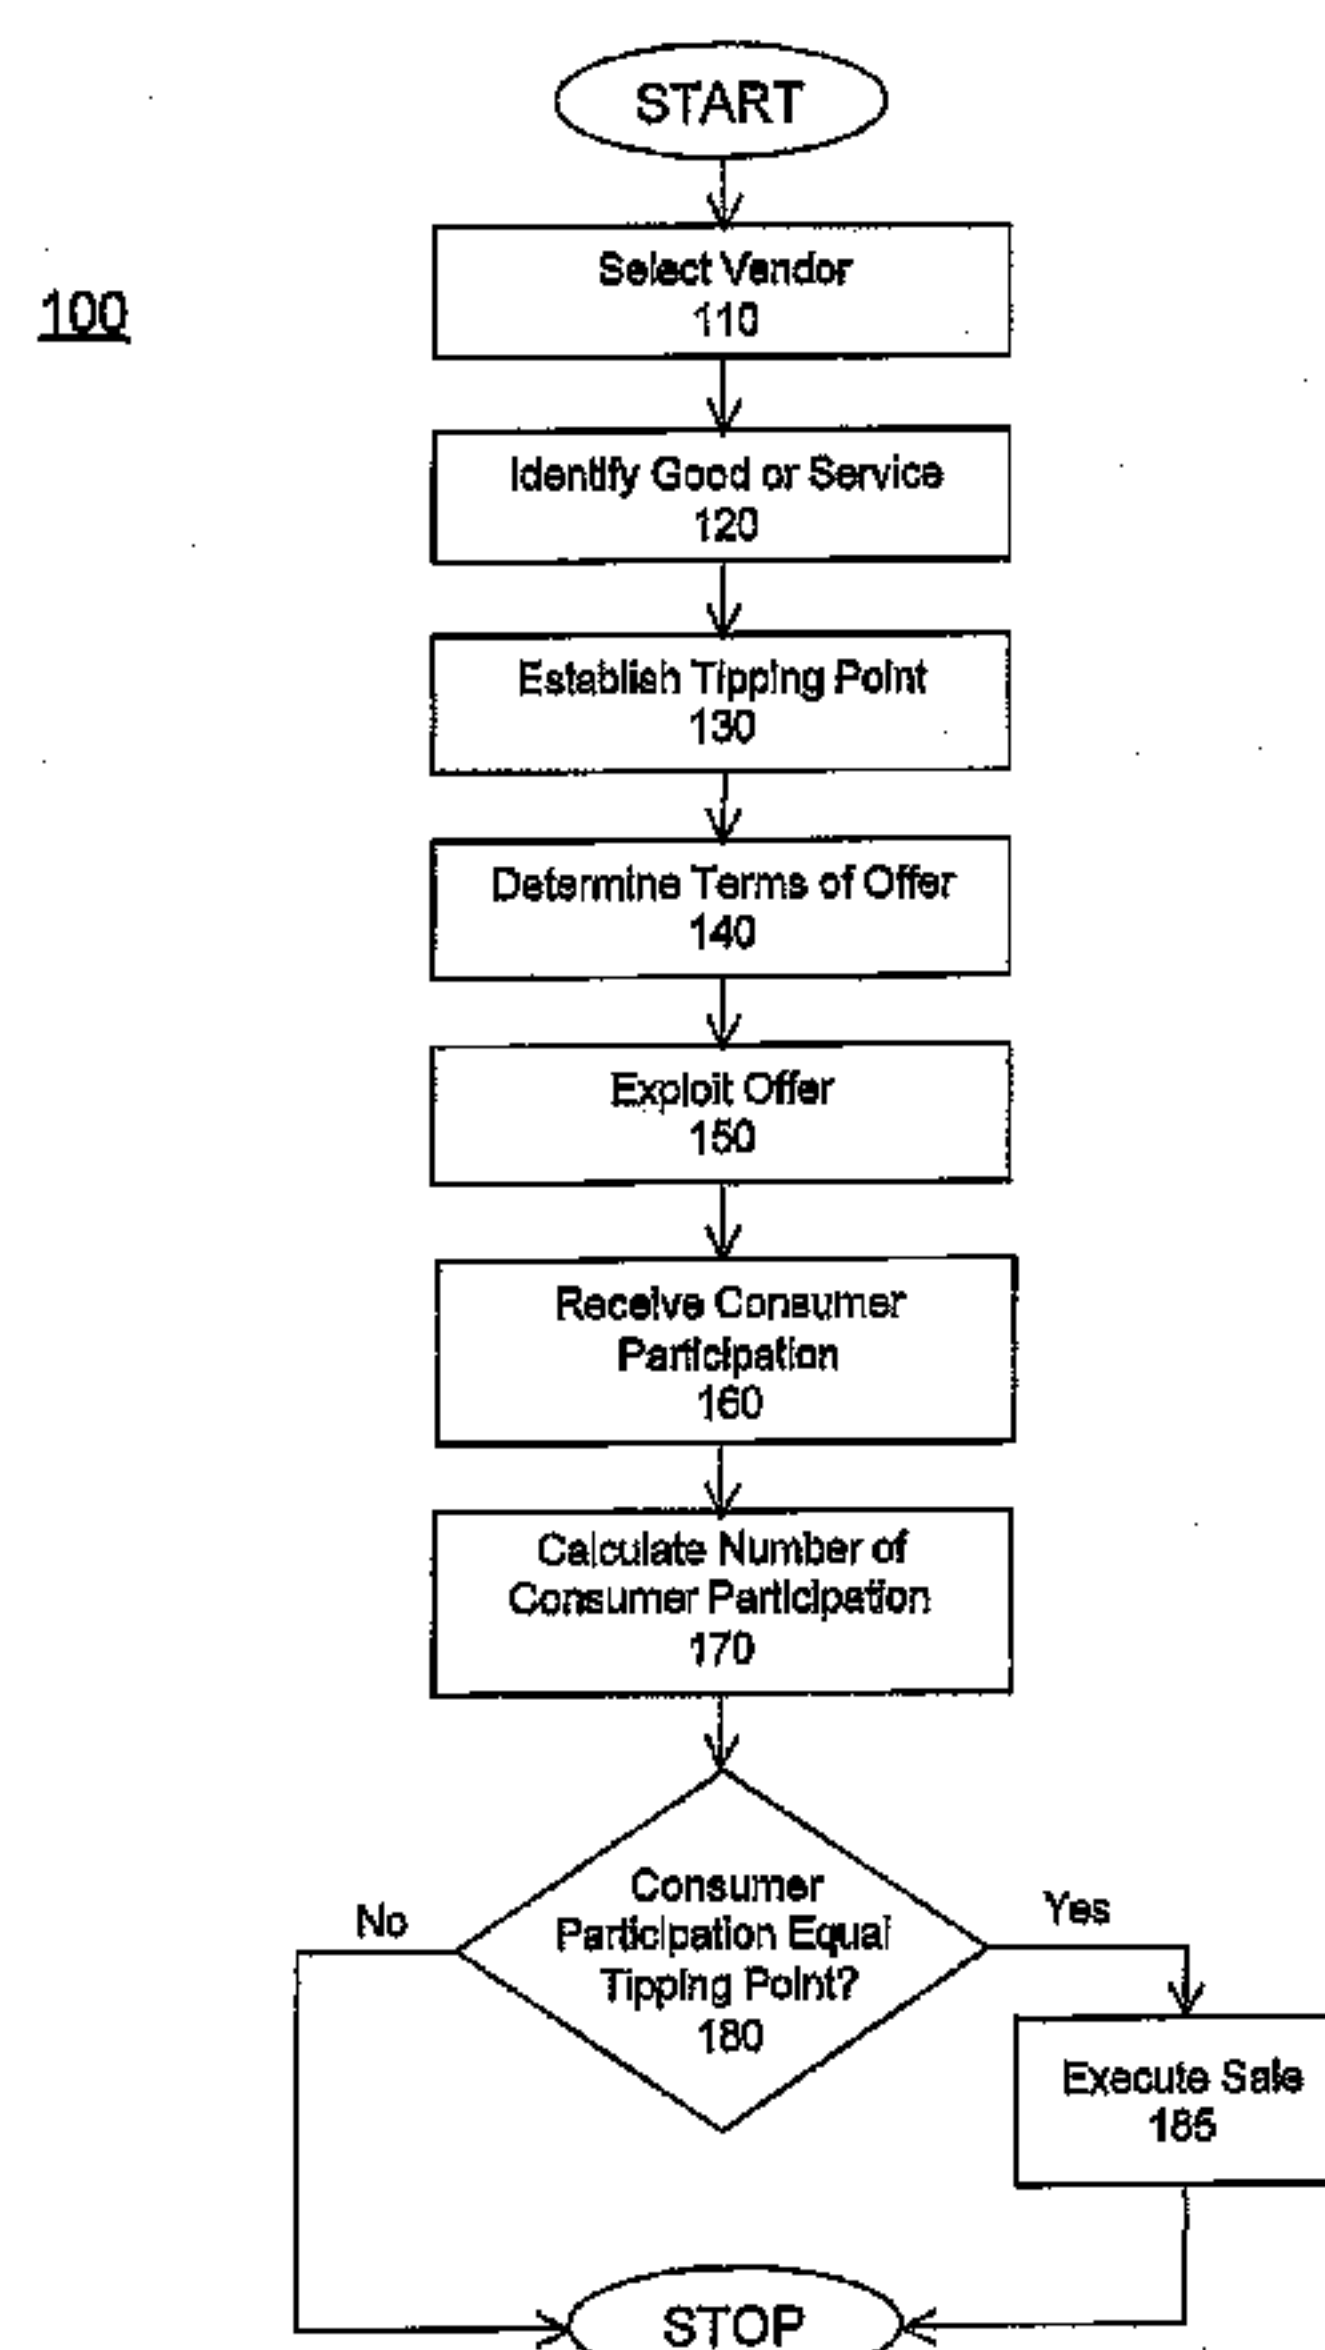 START
100
Select Vendor
110
Identify Good or Service
120
Establish Tipping Point
130
Determine Terms of Offer
140
Exploit Offer
150
Receive Consumer
Participation
160
Calculate Number of
Consumer Participation
170
Consumer
Participation Equal
Tipping Point?
180
No
Yes
Execute Sale
185
STOP